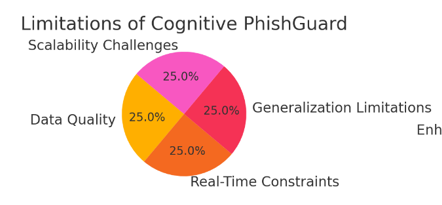 Limitations of Cognitive PhishGuard
Scalability Challenges
25.0%
Data Quality
25.0%
25.0%
Generalization Limitations
Enh
25.0%
Real-Time Constraints